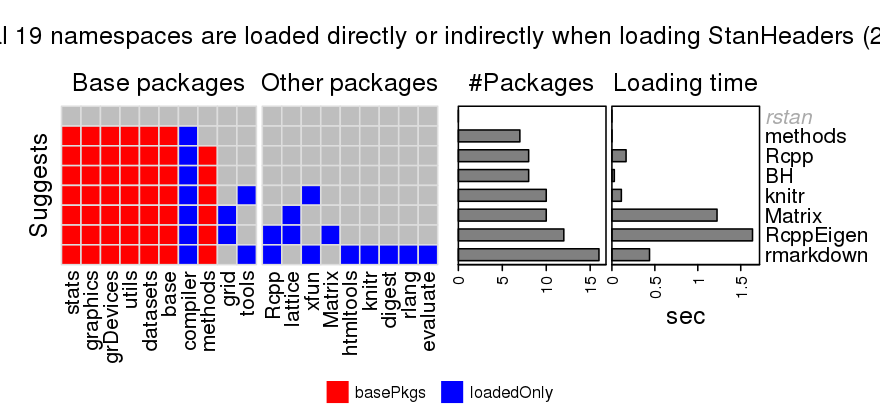 19 namespaces are loaded directly or indirectly when loading StanHeaders
Base packages
Other packages
#Packages
Loading time
Suggests
rstan
methods
Rcpp
BH
knitr
Matrix
RcppEigen
rmarkdown
stats
graphics
grDevices
utils
datasets
base
compiler
methods
grid
tools
Rcpp
lattice
xfun
Matrix
htmltools
knitr
digest
rlang
evaluate
0
5
10
15
0
0.5
1
1.5
sec
basePkgs
loadedOnly